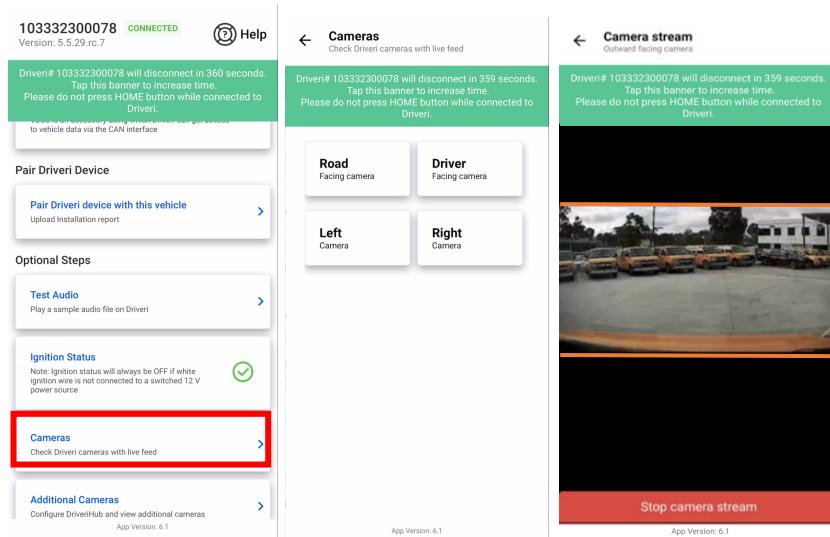 103332300078 CONNECTED
Version: 5.5.29.rc.7
Help
Driveri# 103332300078 will disconnect in 360 seconds.
Tap this banner to increase time.
Please do not press HOME button while connected to
Driveri.
to vehicle data via the CAN interface
Pair Driveri Device
Pair Driveri device with this vehicle
Upload Installation report
Optional Steps
Test Audio
Play a sample audio file on Driveri
Ignition Status
Note: Ignition status will always be OFF if white
ignition wire is not connected to a switched 12 V
power source
Cameras
Check Driveri cameras with live feed
Additional Cameras
Configure DriveriHub and view additional cameras
App Version: 6.1
Cameras
Check Driveri cameras with live feed
Driveri# 103332300078 will disconnect in 359 seconds.
Tap this banner to increase time.
Please do not press HOME button while connected to
Driveri.
Road
Facing camera
Driver
Facing camera
Left
Camera
Right
Camera
App Version: 6.1
Camera stream
Outward facing camera
Driveri# 103332300078 will disconnect in 359 seconds.
Tap this banner to increase time.
Please do not press HOME button while connected to
Driveri.
Stop camera stream
App Version: 6.1